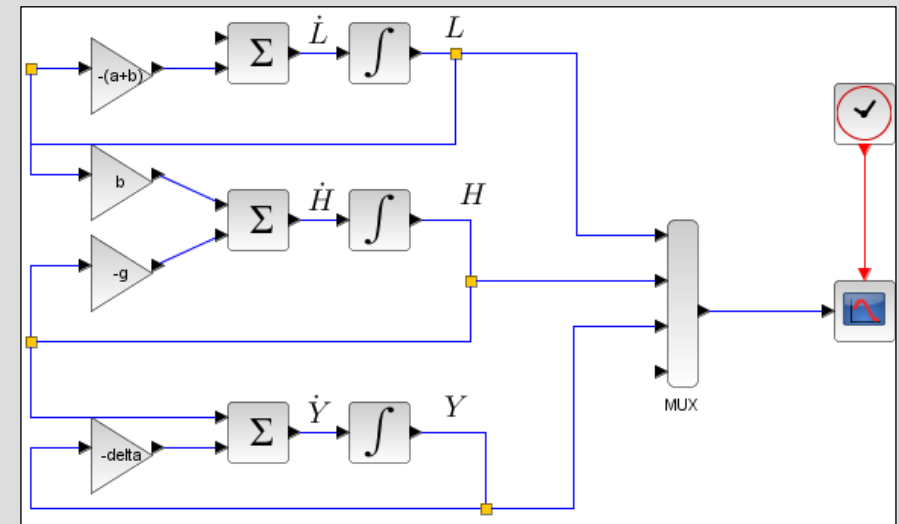 -(a+b) Σ L̇ ∫ L
b
Σ Ḣ ∫ H
-g
MUX
Σ Ẏ ∫ Y
-delta